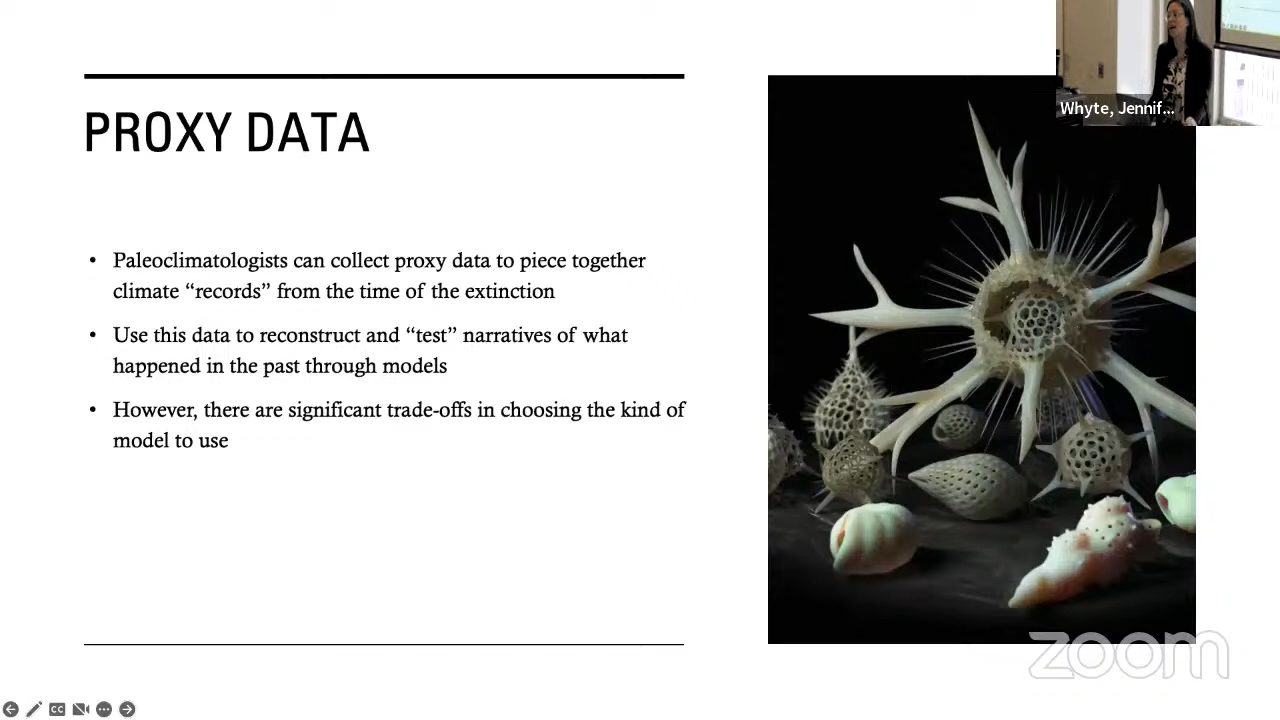 Whyte, Jennif...
PROXY DATA
• Paleoclimatologists can collect proxy data to piece together
climate “records” from the time of the extinction
• Use this data to reconstruct and “test” narratives of what
happened in the past through models
• However, there are significant trade-offs in choosing the kind of
model to use
zoom
CC